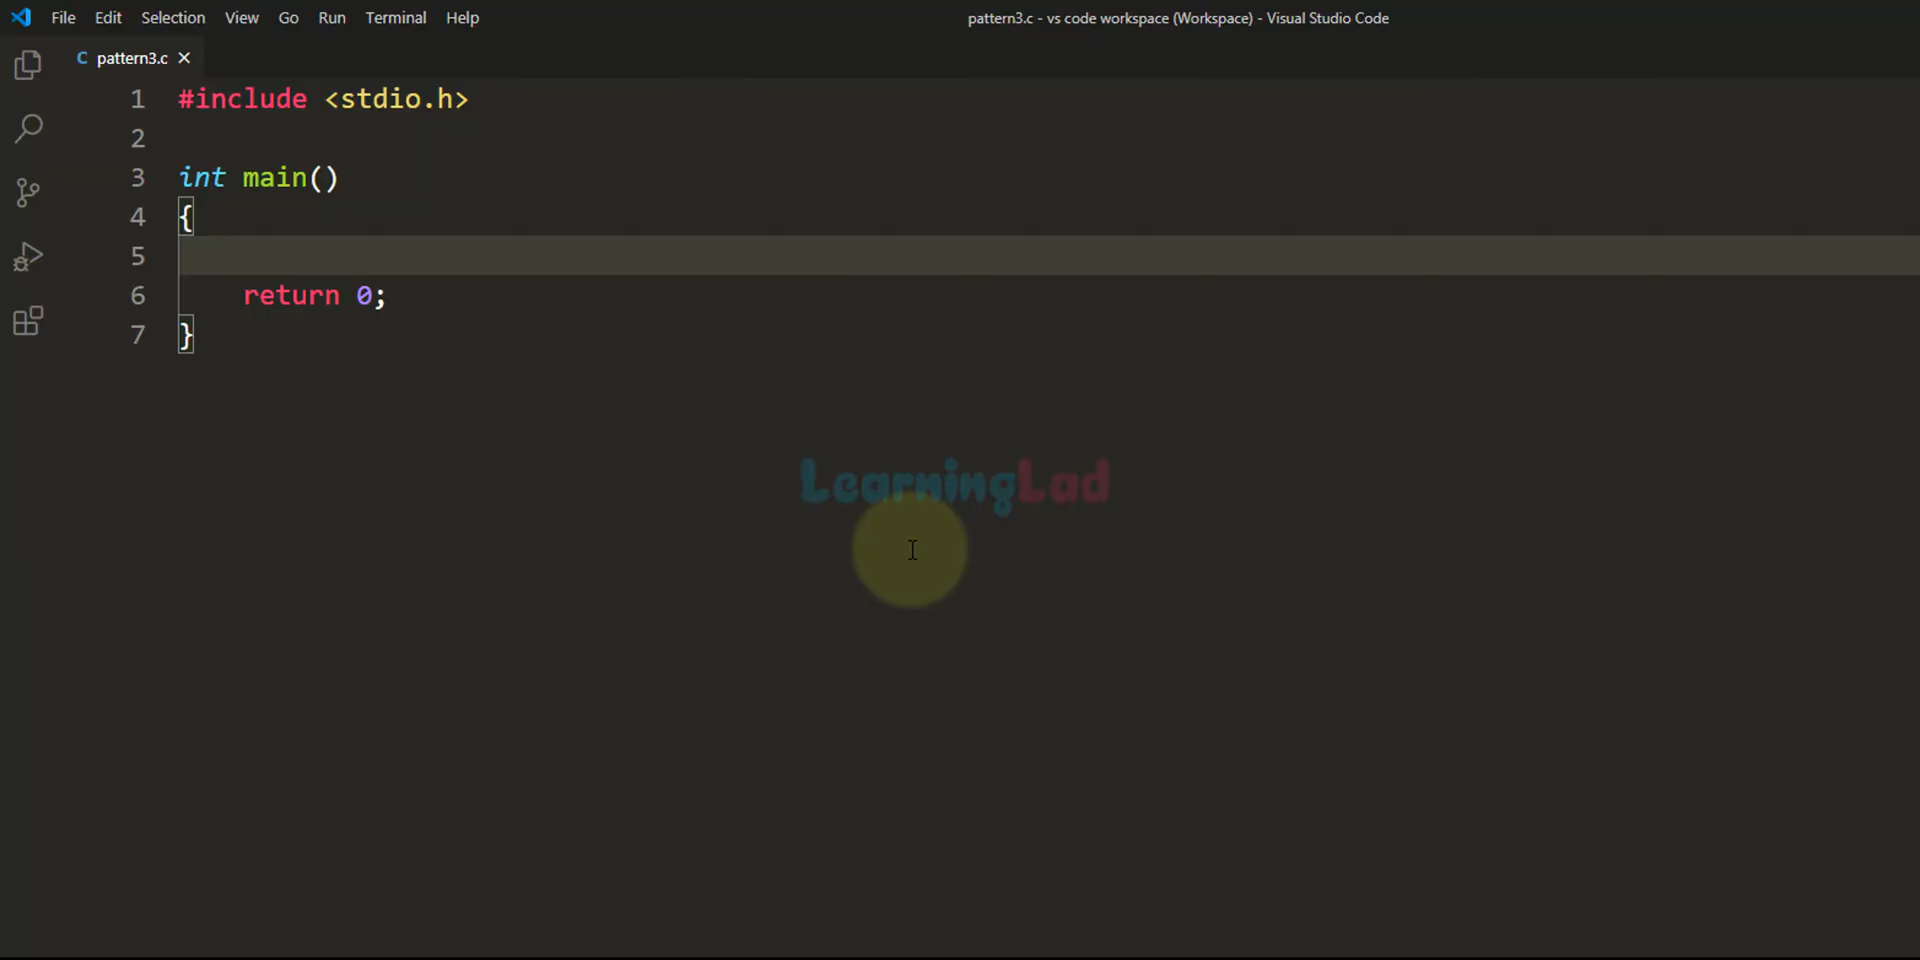 File Edit Selection View Go Run Terminal Help pattern3.c - vs code workspace (Workspace) - Visual Studio Code
C pattern3.c ×
1 #include <stdio.h>
2
3 int main()
4 {
5
6     return 0;
7 }
LearningLad